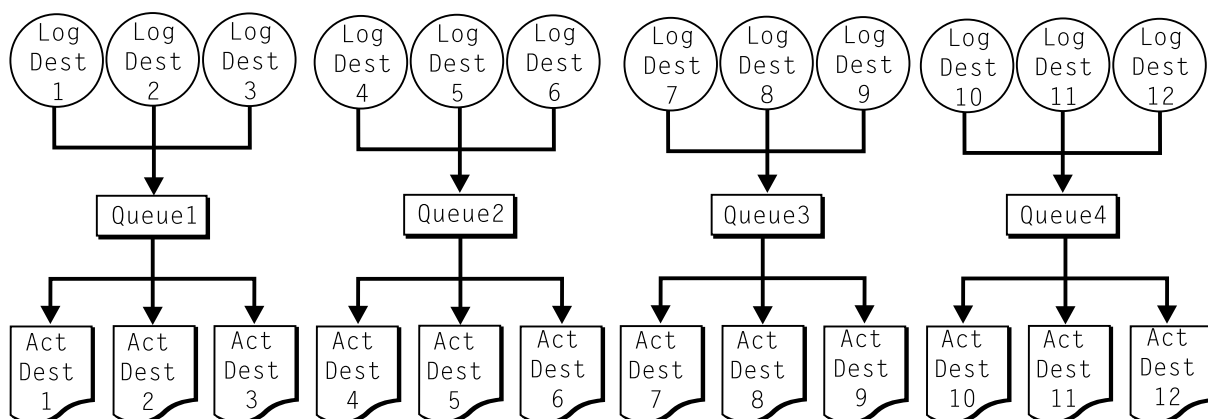 Log Dest 1
Log Dest 2
Log Dest 3
Log Dest 4
Log Dest 5
Log Dest 6
Log Dest 7
Log Dest 8
Log Dest 9
Log Dest 10
Log Dest 11
Log Dest 12
Queue1
Queue2
Queue3
Queue4
Act Dest 1
Act Dest 2
Act Dest 3
Act Dest 4
Act Dest 5
Act Dest 6
Act Dest 7
Act Dest 8
Act Dest 9
Act Dest 10
Act Dest 11
Act Dest 12